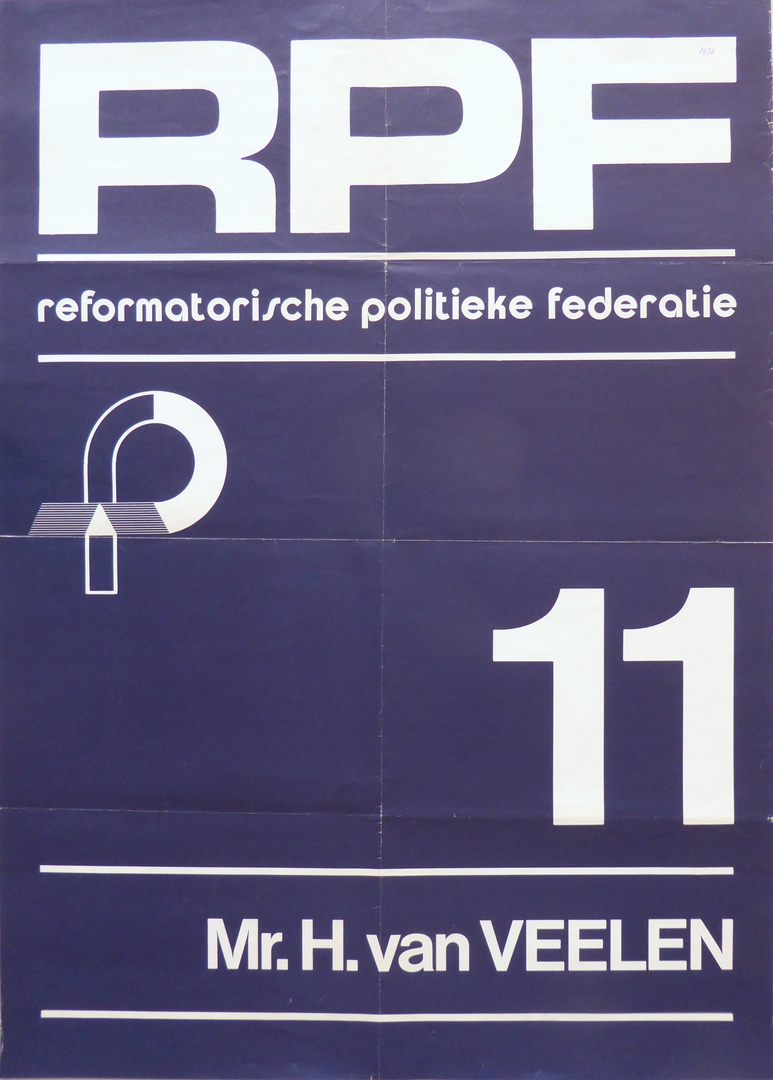 RPF
reformatorische politieke federatie
11
Mr. H. van VEELEN